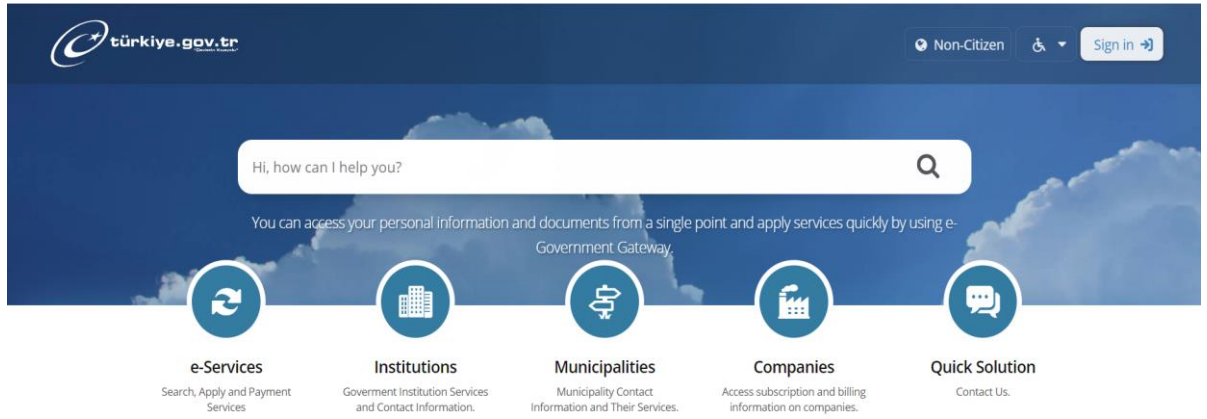 türkiye.gov.tr
Non-Citizen
Sign in
Hi, how can I help you?
You can access your personal information and documents from a single point and apply services quickly by using e-
Government Gateway.
e-Services
Institutions
Municipalities
Companies
Quick Solution
Search, Apply and Payment
Services
Goverment Institution Services
and Contact Information.
Municipality Contact
Information and Their Services.
Access subscription and billing
information on companies.
Contact Us.